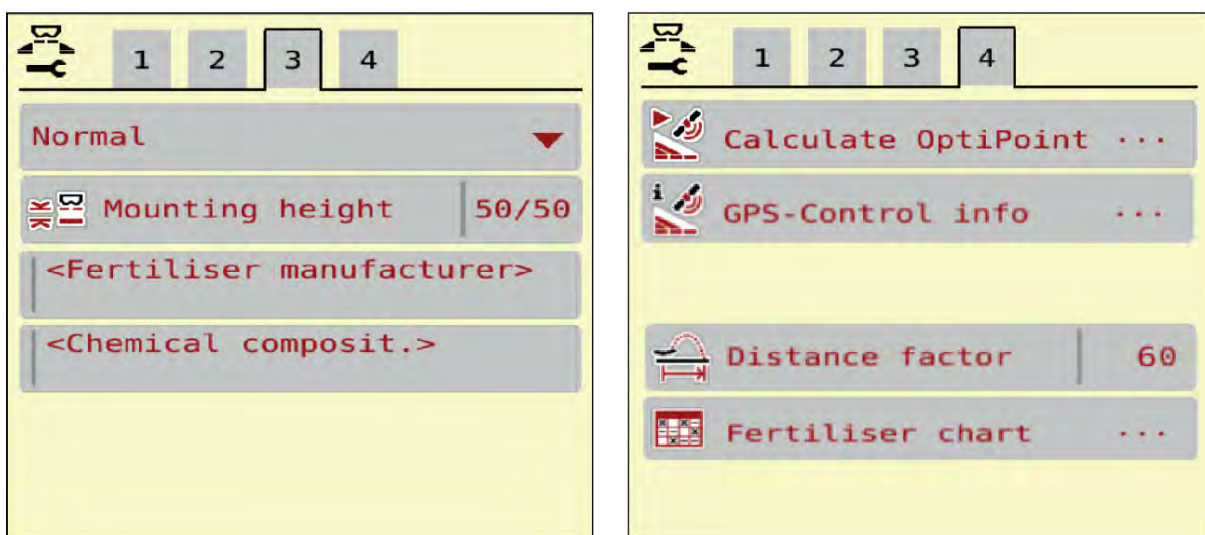 1 2 3 4
Normal
Mounting height 50/50
<Fertiliser manufacturer>
<Chemical composit.>
1 2 3 4
Calculate OptiPoint ...
i
GPS-Control info ...
Distance factor 60
Fertiliser chart ...